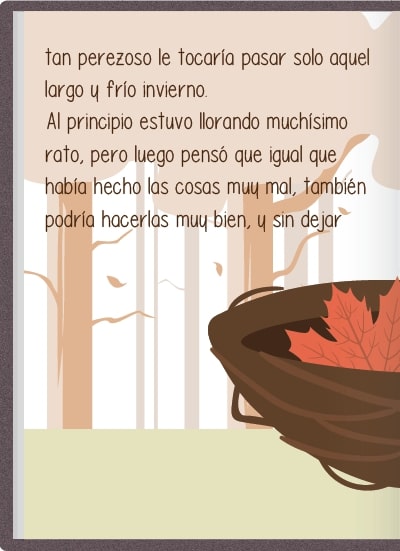 tan perezoso le tocaría pasar solo aquel
largo y frío invierno.
Al principio estuvo llorando muchísimo
rato, pero luego pensó que igual que
había hecho las cosas muy mal, también
podría hacerlas muy bien, y sin dejar